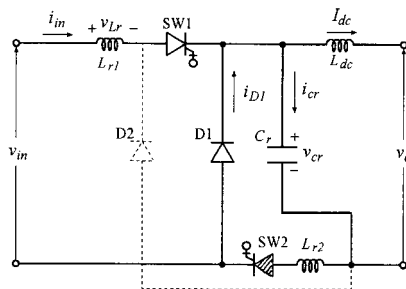 i_in
+ v_Lr −
SW1
I_dc
L_r1
L_dc
i_D1
i_cr
D2
D1
C_r
+
v_cr
−
v_in
SW2
L_r2